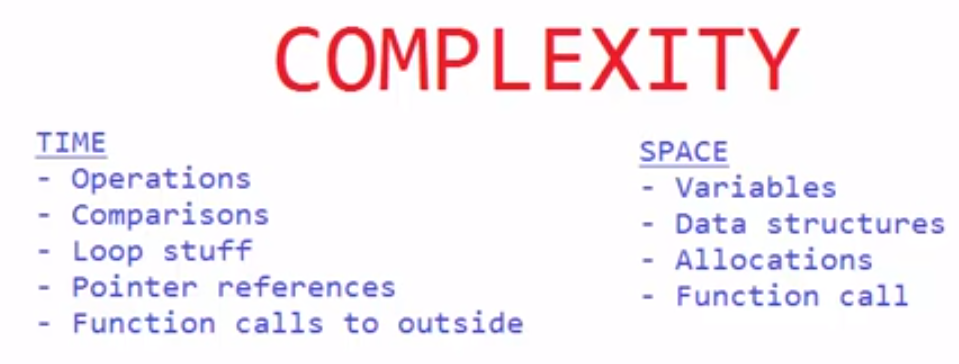 COMPLEXITY
TIME
- Operations
- Comparisons
- Loop stuff
- Pointer references
- Function calls to outside
SPACE
- Variables
- Data structures
- Allocations
- Function call